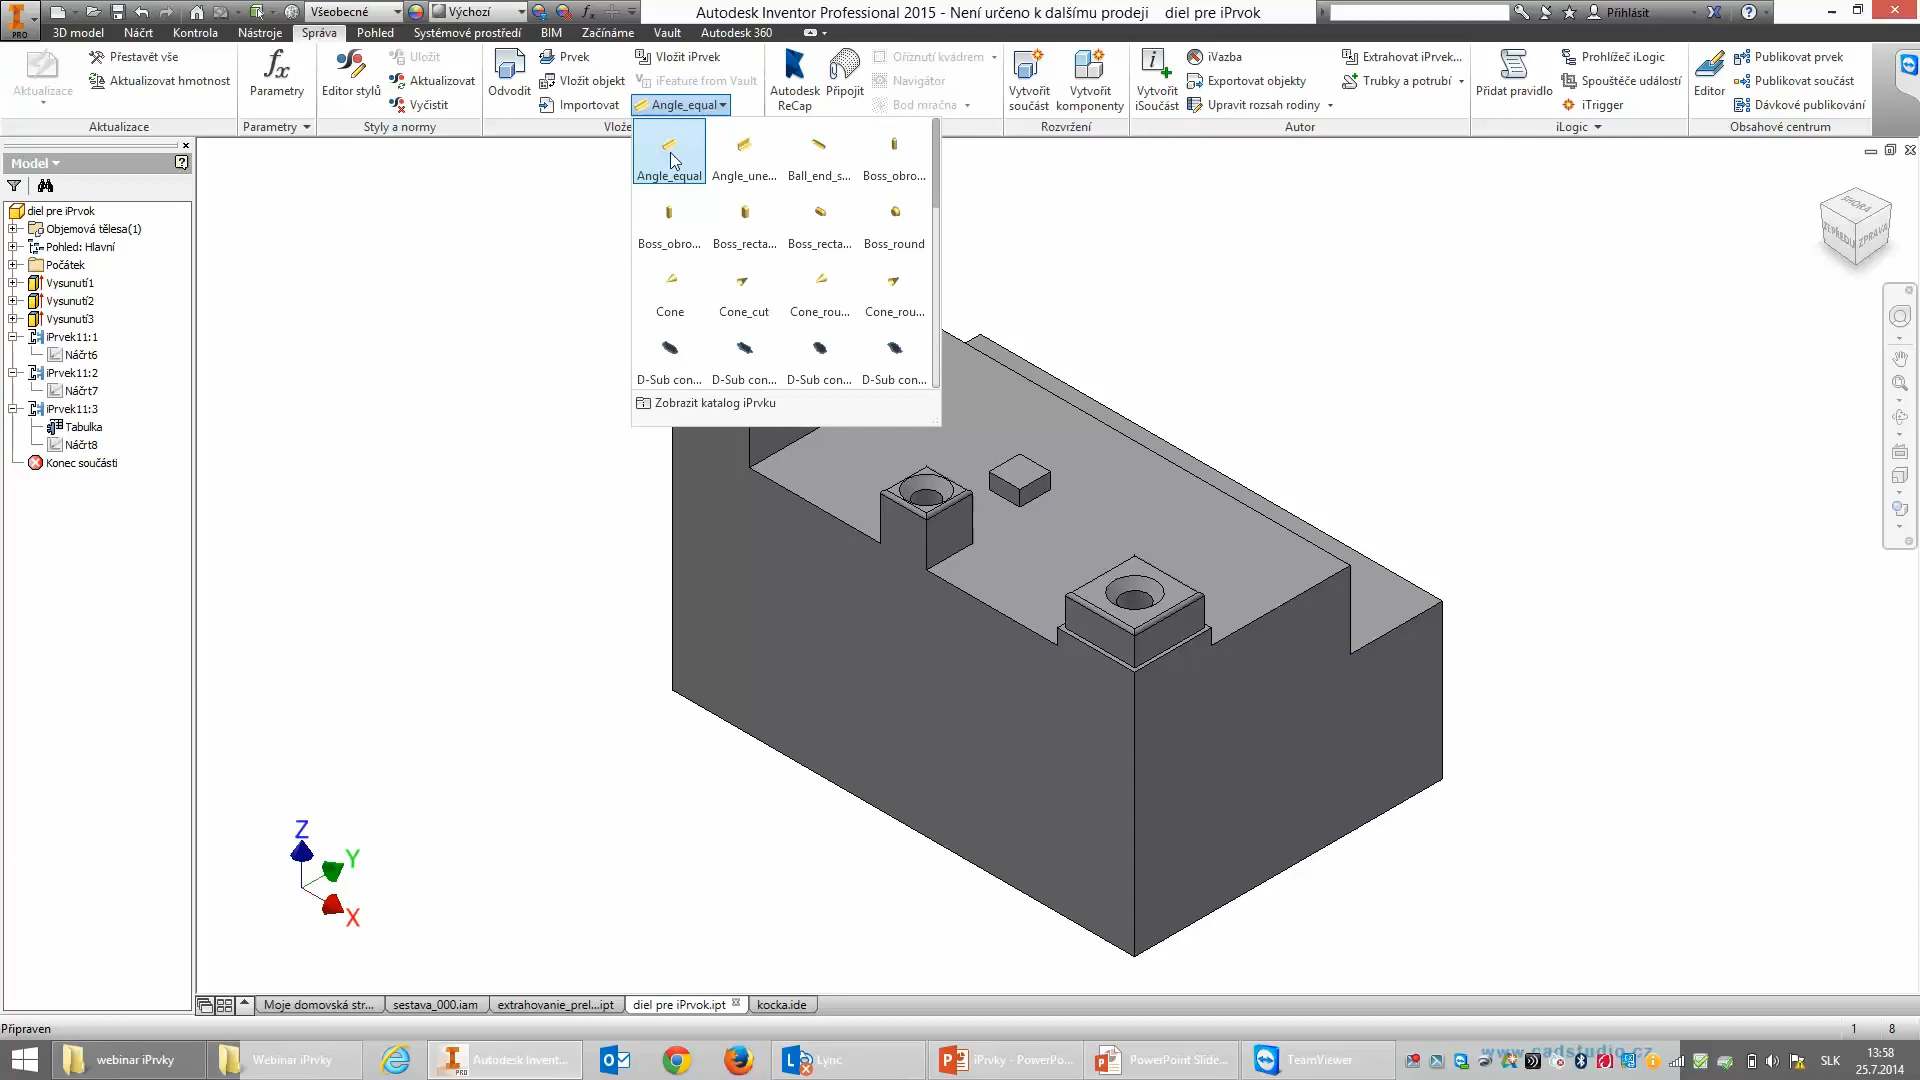 Všeobecné
Výchozí
Autodesk Inventor Professional 2015 - Není určeno k dalšímu prodeji    diel pre iPrvok
Přihlásit
PRO
3D model Náčrt Kontrola Nástroje Správa Pohled Systémové prostředí BIM Začínáme Vault Autodesk 360
Aktualizace
Přestavět vše
Aktualizovat hmotnost
Aktualizace
Parametry
Parametry
Editor stylů
Uložit
Aktualizovat
Vyčistit
Styly a normy
Odvodit
Prvek
Vložit objekt
Importovat
Vložit iPrvek
iFeature from Vault
Angle_equal
Autodesk
ReCap
Připojit
Oříznutí kvádrem
Navigátor
Bod mračna
Vytvořit
součást
Vytvořit
komponenty
Rozvržení
Vytvořit
iSoučást
iVazba
Exportovat objekty
Upravit rozsah rodiny
Extrahovat iPrvek...
Trubky a potrubí
Autor
Přidat pravidlo
Prohlížeč iLogic
Spouštěče událostí
iTrigger
iLogic
Editor
Publikovat prvek
Publikovat součást
Dávkové publikování
Obsahové centrum
Angle_equal Angle_une... Ball_end_s... Boss_obro...
Boss_obro... Boss_recta... Boss_recta... Boss_round
Cone Cone_cut Cone_rou... Cone_rou...
D-Sub con... D-Sub con... D-Sub con... D-Sub con...
Zobrazit katalog iPrvku
Model
diel pre iPrvok
Objemová tělesa(1)
Pohled: Hlavní
Počátek
Vysunutí1
Vysunutí2
Vysunutí3
iPrvek11:1
Náčrt6
iPrvek11:2
Náčrt7
iPrvek11:3
Tabulka
Náčrt8
Konec součásti
SHORA
ZEPŘEDU
ZPRAVA
Z
Y
X
Moje domovská str... sestava_000.iam extrahovanie_prel...ipt diel pre iPrvok.ipt kocka.ide
Připraven
1 8
webinar iPrvky
Webinar iPrvky
PRO
Autodesk Invent...
Lync
iPrvky - PowerPo...
PowerPoint Slide...
TeamViewer
www.cadstudio.cz
SLK
13:58
25.7.2014